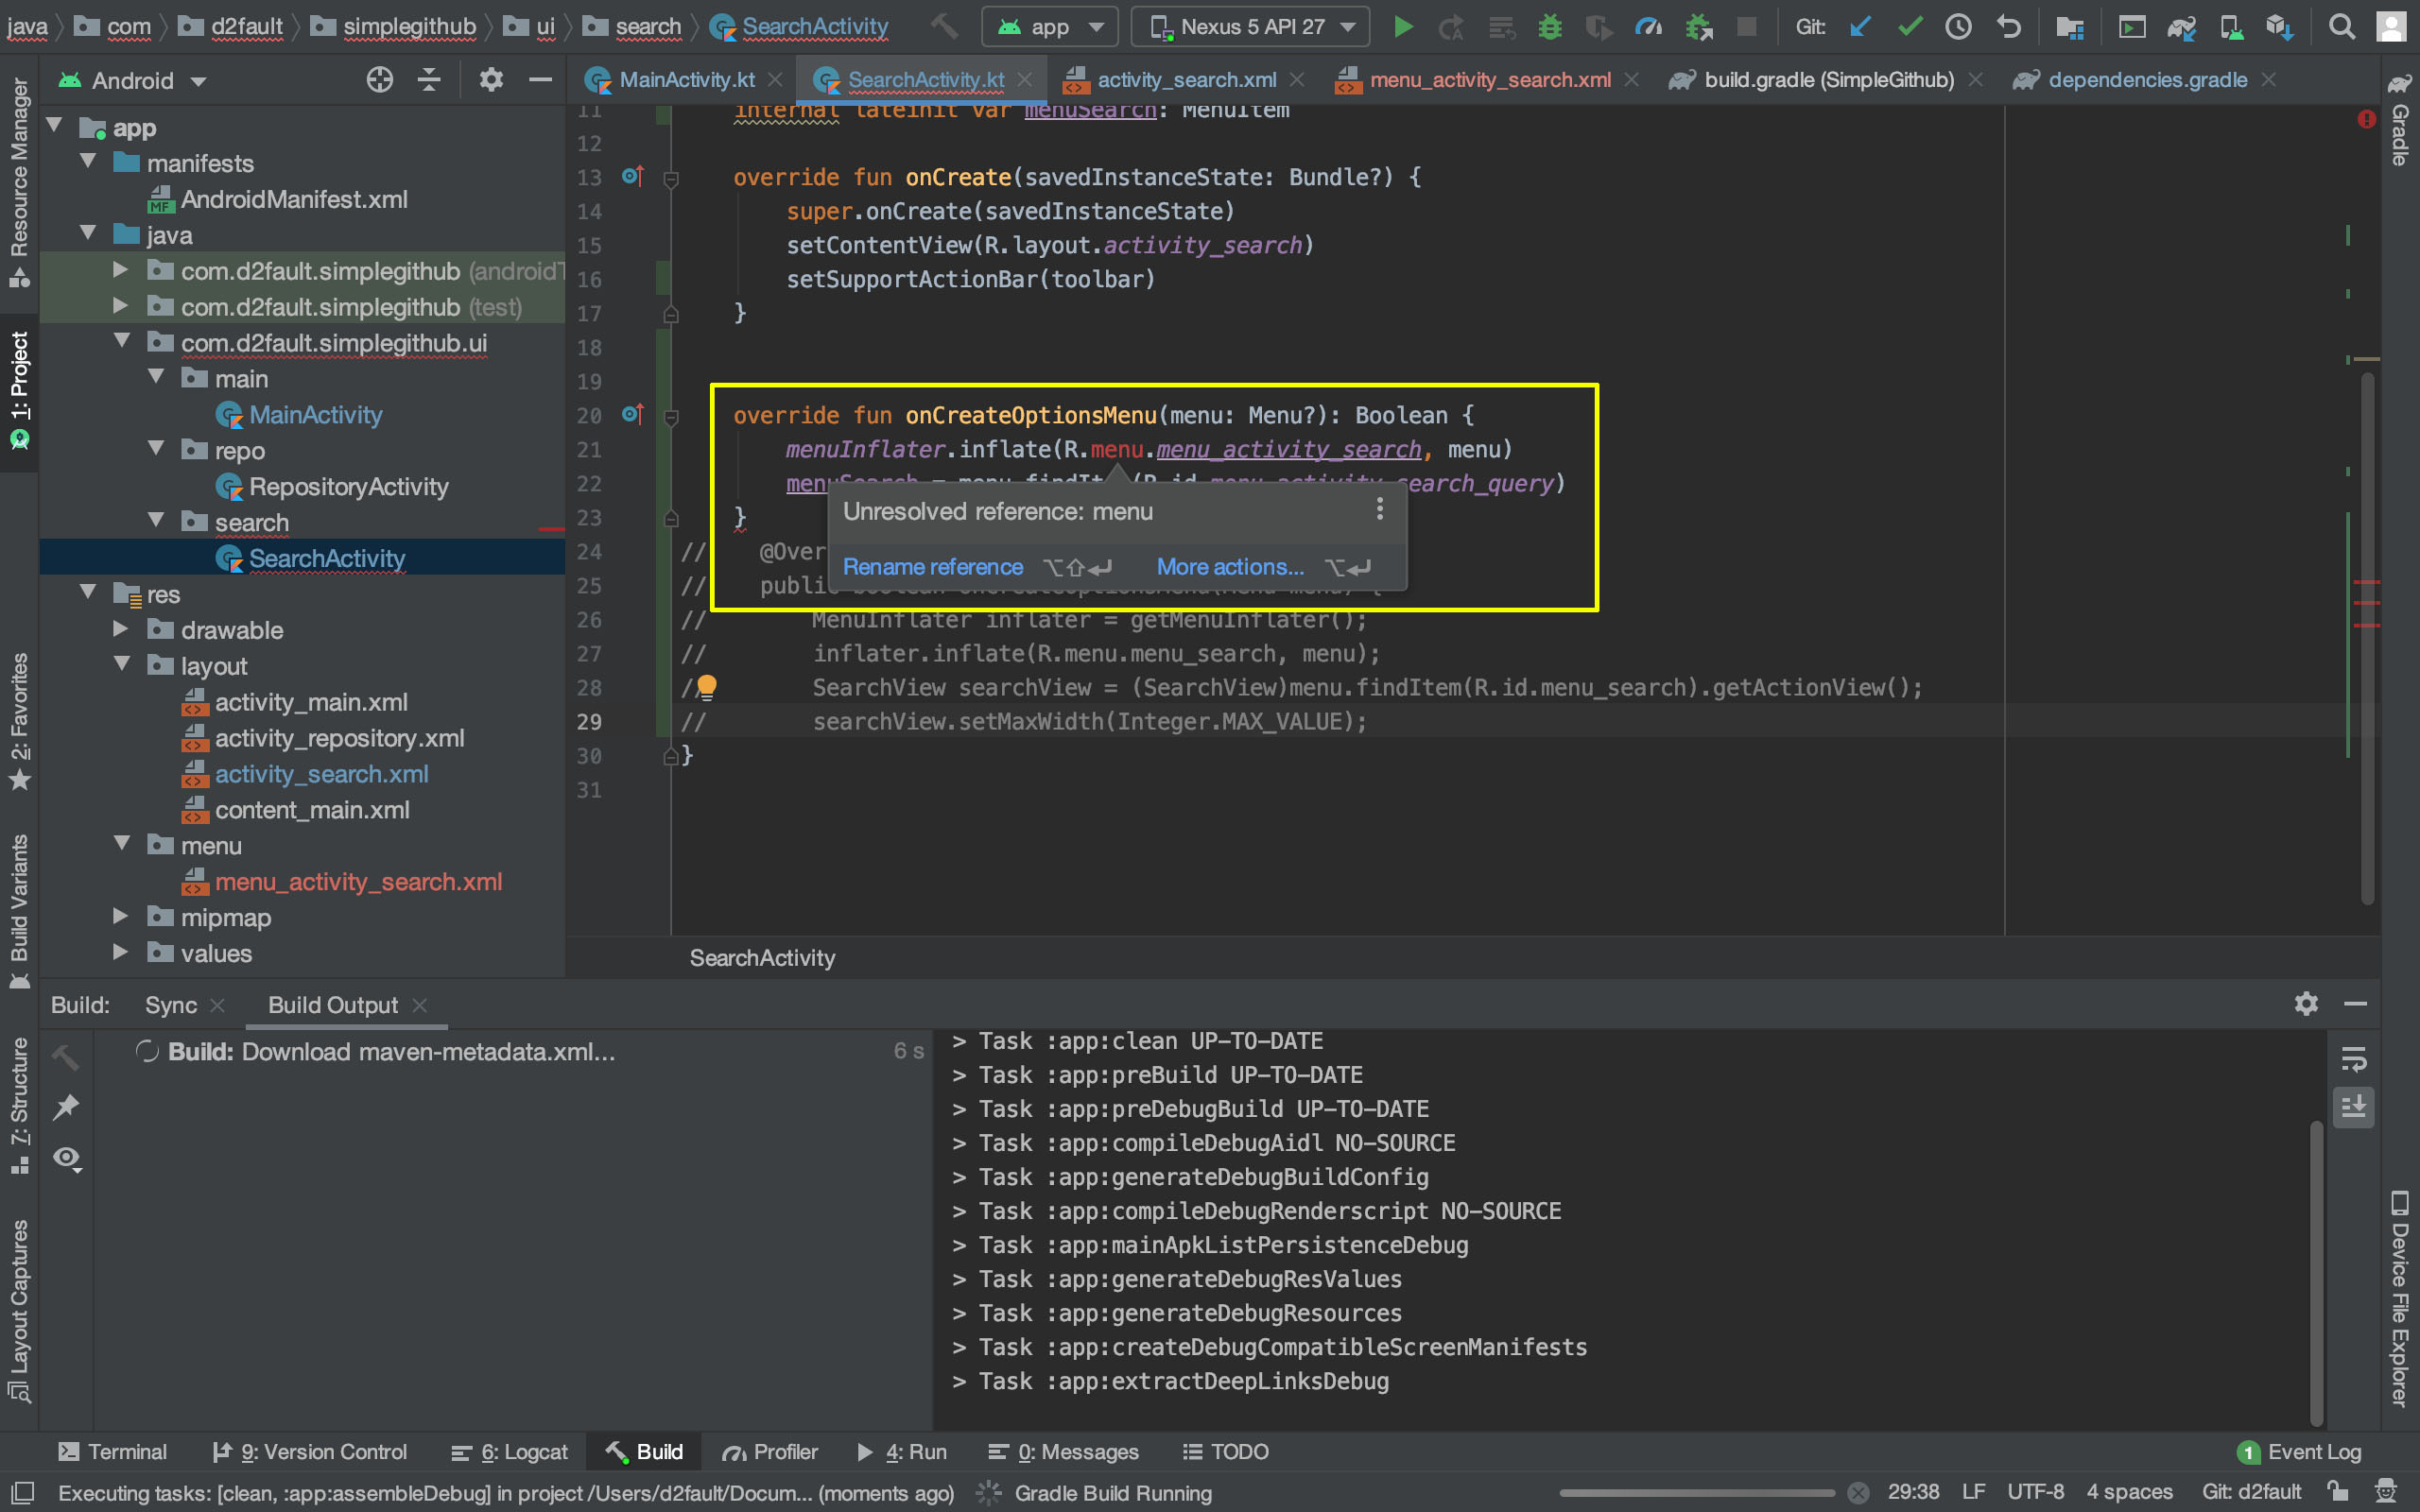 java com d2fault simplegithub ui search SearchActivity app Nexus 5 API 27 Git:
Android
MainActivity.kt SearchActivity.kt activity_search.xml menu_activity_search.xml build.gradle (SimpleGithub) dependencies.gradle
Resource Manager
1: Project
2: Favorites
Build Variants
7: Structure
Layout Captures
app
manifests
MF AndroidManifest.xml
java
com.d2fault.simplegithub (androidT
com.d2fault.simplegithub (test)
com.d2fault.simplegithub.ui
main
MainActivity
repo
RepositoryActivity
search
SearchActivity
res
drawable
layout
activity_main.xml
activity_repository.xml
activity_search.xml
content_main.xml
menu
menu_activity_search.xml
mipmap
values
11 internal lateinit var menuSearch: MenuItem
12
13 override fun onCreate(savedInstanceState: Bundle?) {
14 super.onCreate(savedInstanceState)
15 setContentView(R.layout.activity_search)
16 setSupportActionBar(toolbar)
17 }
18
19
20 override fun onCreateOptionsMenu(menu: Menu?): Boolean {
21 menuInflater.inflate(R.menu.menu_activity_search, menu)
22 menuSearch = menu.findItem(R.id.menu_activity_search_query)
23 }
Unresolved reference: menu
Rename reference ⌥⇧↩ More actions... ⌥↩
24 // @Over
25 // public boolean onCreateOptionsMenu(Menu menu) {
26 // MenuInflater inflater = getMenuInflater();
27 // inflater.inflate(R.menu.menu_search, menu);
28 // SearchView searchView = (SearchView)menu.findItem(R.id.menu_search).getActionView();
29 // searchView.setMaxWidth(Integer.MAX_VALUE);
30 }
31
SearchActivity
Gradle
Device File Explorer
Build: Sync Build Output
Build: Download maven-metadata.xml... 6 s
> Task :app:clean UP-TO-DATE
> Task :app:preBuild UP-TO-DATE
> Task :app:preDebugBuild UP-TO-DATE
> Task :app:compileDebugAidl NO-SOURCE
> Task :app:generateDebugBuildConfig
> Task :app:compileDebugRenderscript NO-SOURCE
> Task :app:mainApkListPersistenceDebug
> Task :app:generateDebugResValues
> Task :app:generateDebugResources
> Task :app:createDebugCompatibleScreenManifests
> Task :app:extractDeepLinksDebug
Terminal 9: Version Control 6: Logcat Build Profiler 4: Run 0: Messages TODO 1 Event Log
Executing tasks: [clean, :app:assembleDebug] in project /Users/d2fault/Docum... (moments ago) Gradle Build Running 29:38 LF UTF-8 4 spaces Git: d2fault